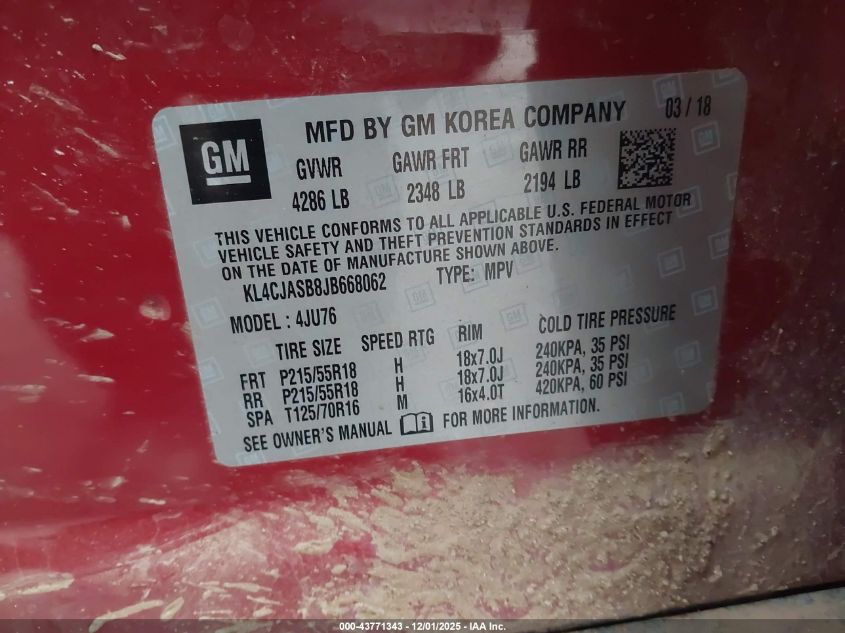 GM
MFD BY GM KOREA COMPANY 03 / 18
GVWR GAWR FRT GAWR RR
4286 LB 2348 LB 2194 LB
THIS VEHICLE CONFORMS TO ALL APPLICABLE U.S. FEDERAL MOTOR
VEHICLE SAFETY AND THEFT PREVENTION STANDARDS IN EFFECT
ON THE DATE OF MANUFACTURE SHOWN ABOVE.
KL4CJASB8JB668062 TYPE: MPV
MODEL : 4JU76
TIRE SIZE SPEED RTG RIM COLD TIRE PRESSURE
FRT P215/55R18 H 18x7.0J 240KPA, 35 PSI
RR P215/55R18 H 18x7.0J 240KPA, 35 PSI
SPA T125/70R16 M 16x4.0T 420KPA, 60 PSI
SEE OWNER'S MANUAL FOR MORE INFORMATION.
000-43771343 - 12/01/2025 - IAA Inc.